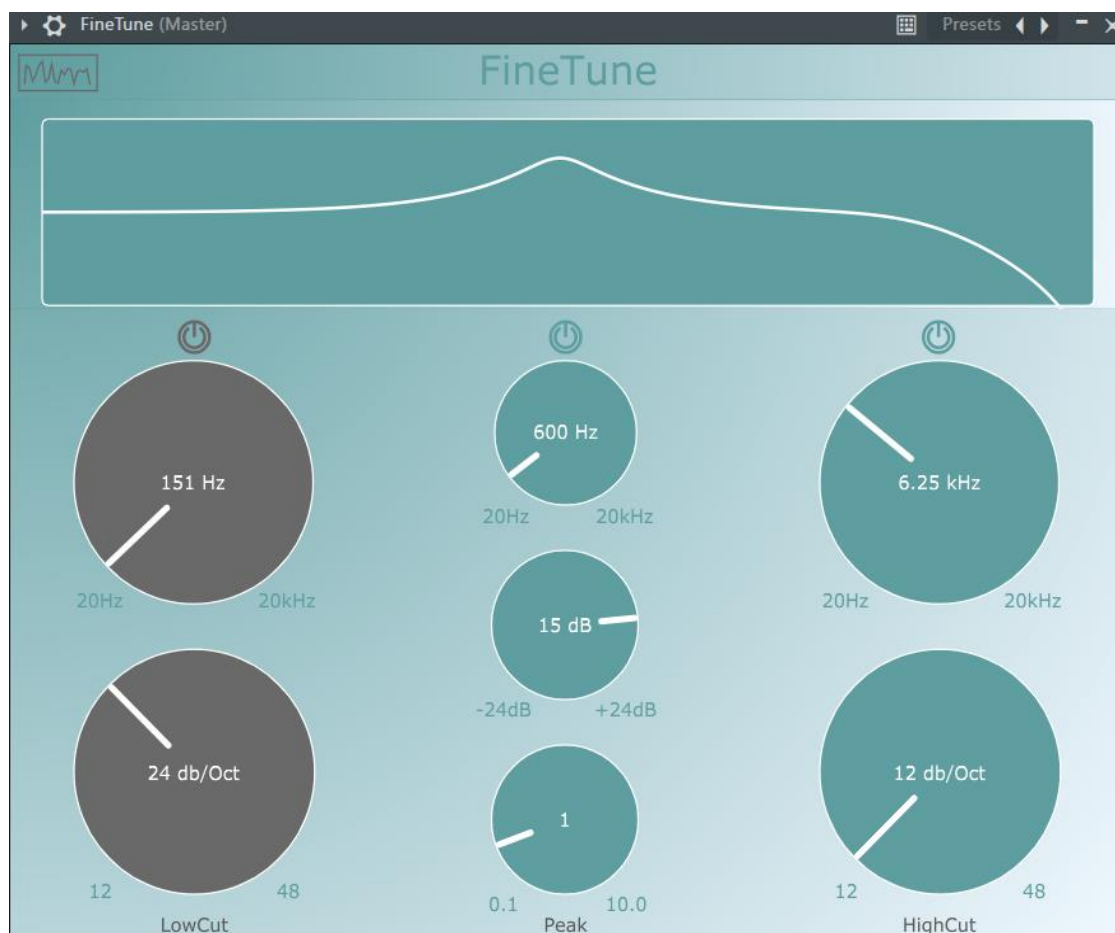 FineTune (Master) Presets
FineTune
151 Hz
20Hz 20kHz
24 db/Oct
12 48
LowCut
600 Hz
20Hz 20kHz
15 dB
-24dB +24dB
1
0.1 10.0
Peak
6.25 kHz
20Hz 20kHz
12 db/Oct
12 48
HighCut